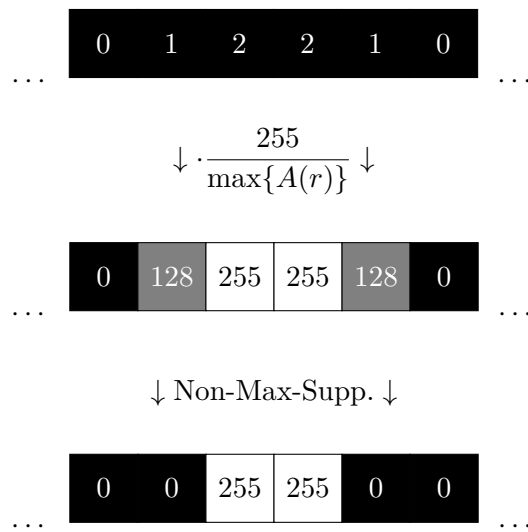 0 1 2 2 1 0
... ...
↓ · 255 / max{A(r)} ↓
0 128 255 255 128 0
... ...
↓ Non-Max-Supp. ↓
0 0 255 255 0 0
... ...